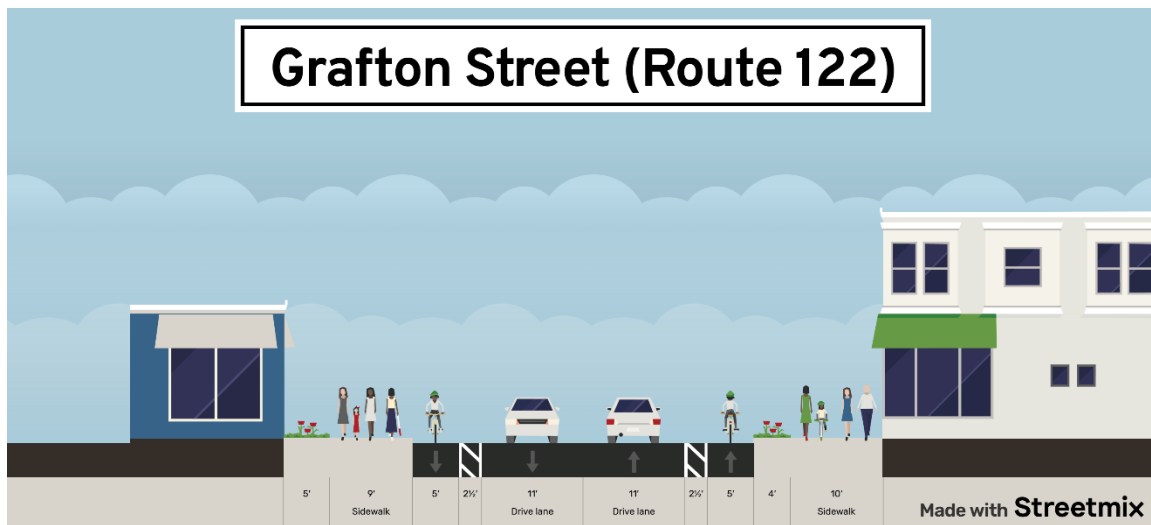 Grafton Street (Route 122)
5' 9' 5' 2½' 11' 11' 2½' 5' 4' 10'
Sidewalk Drive lane Drive lane Sidewalk
Made with Streetmix